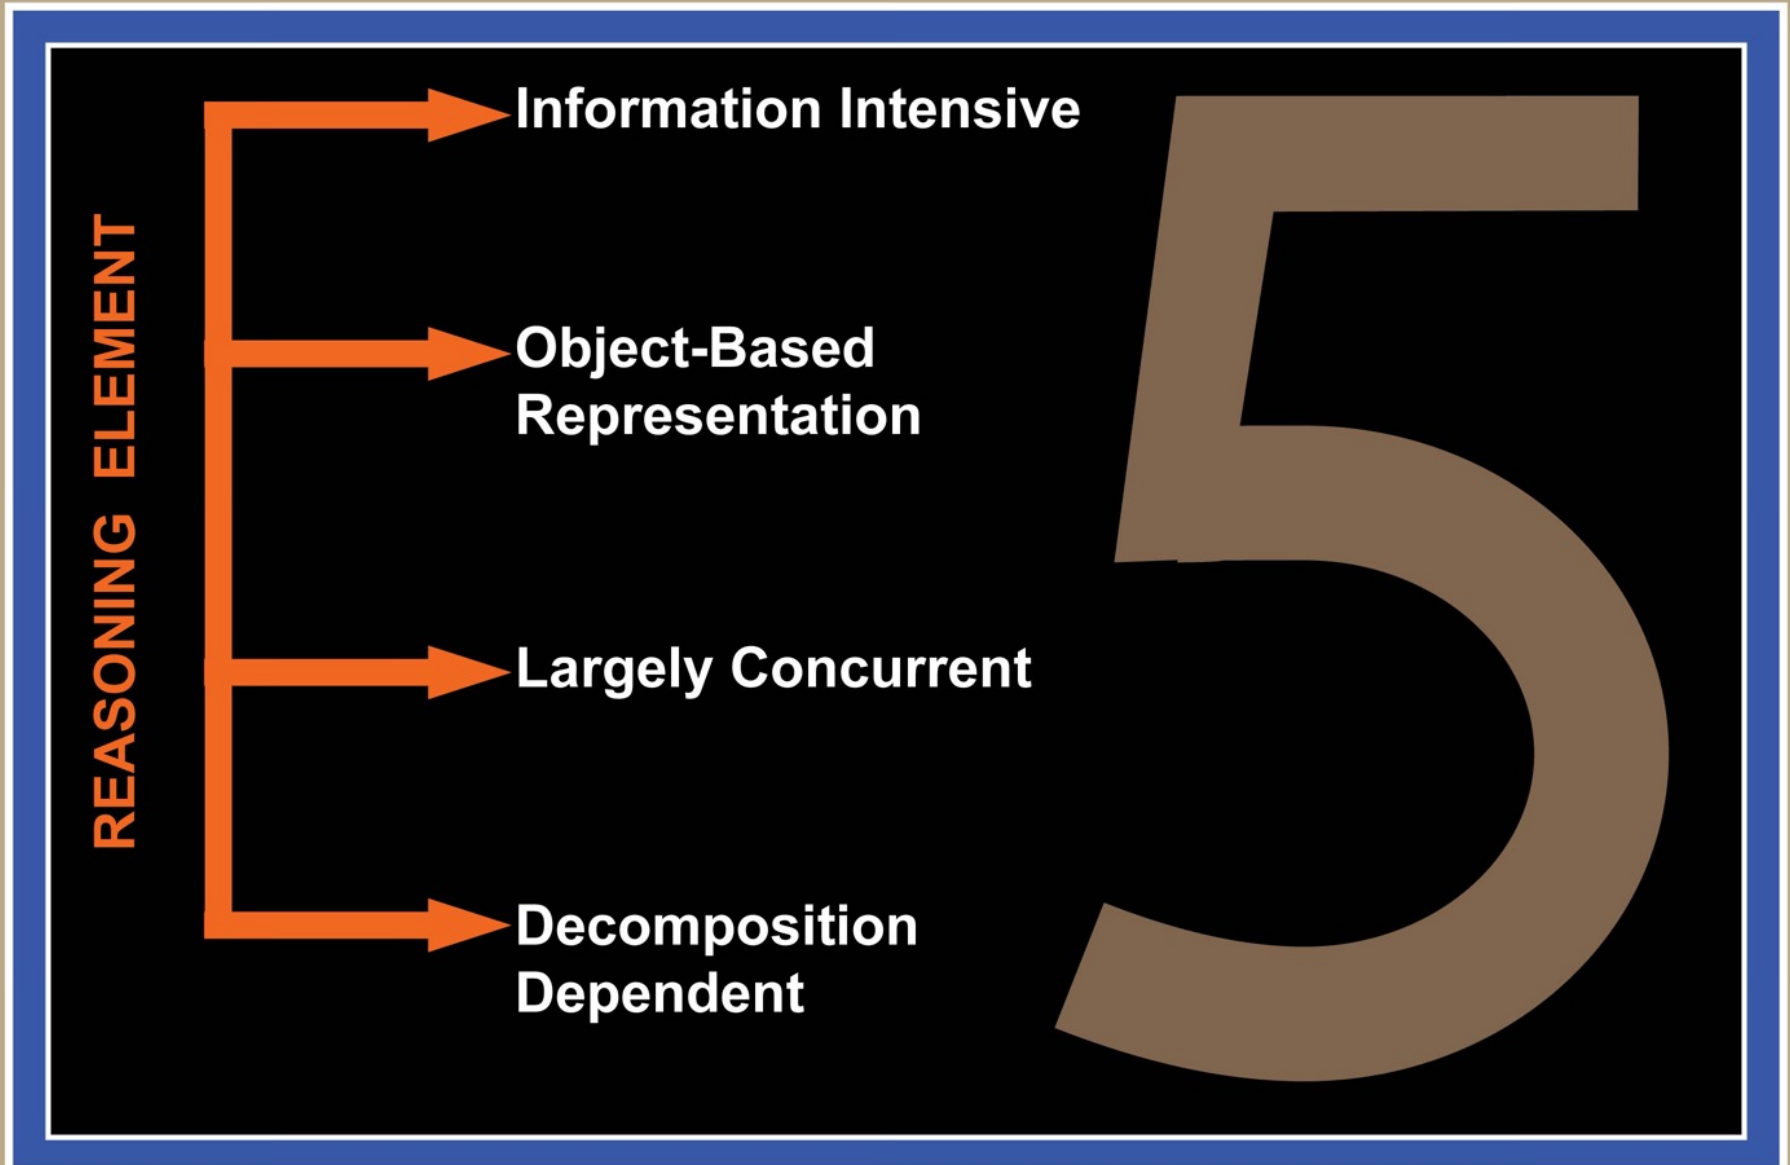 REASONING ELEMENT
Information Intensive
Object-Based
Representation
Largely Concurrent
Decomposition
Dependent
5